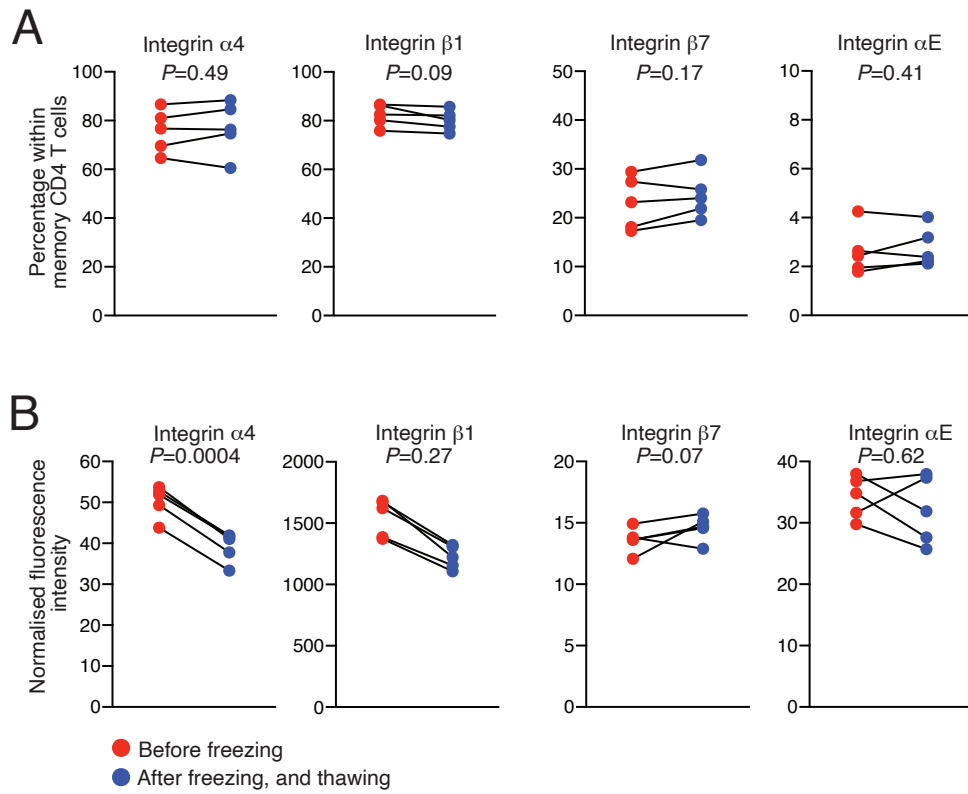 A
Integrin α4
P=0.49
Integrin β1
P=0.09
Integrin β7
P=0.17
Integrin αE
P=0.41
Percentage within
memory CD4 T cells
100
80
60
40
20
0
100
80
60
40
20
0
50
40
30
20
10
0
10
8
6
4
2
0
B
Integrin α4
P=0.0004
Integrin β1
P=0.27
Integrin β7
P=0.07
Integrin αE
P=0.62
Normalised fluorescence
intensity
60
50
40
30
20
10
0
2000
1500
1000
500
0
20
15
10
5
0
40
30
20
10
0
Before freezing
After freezing, and thawing